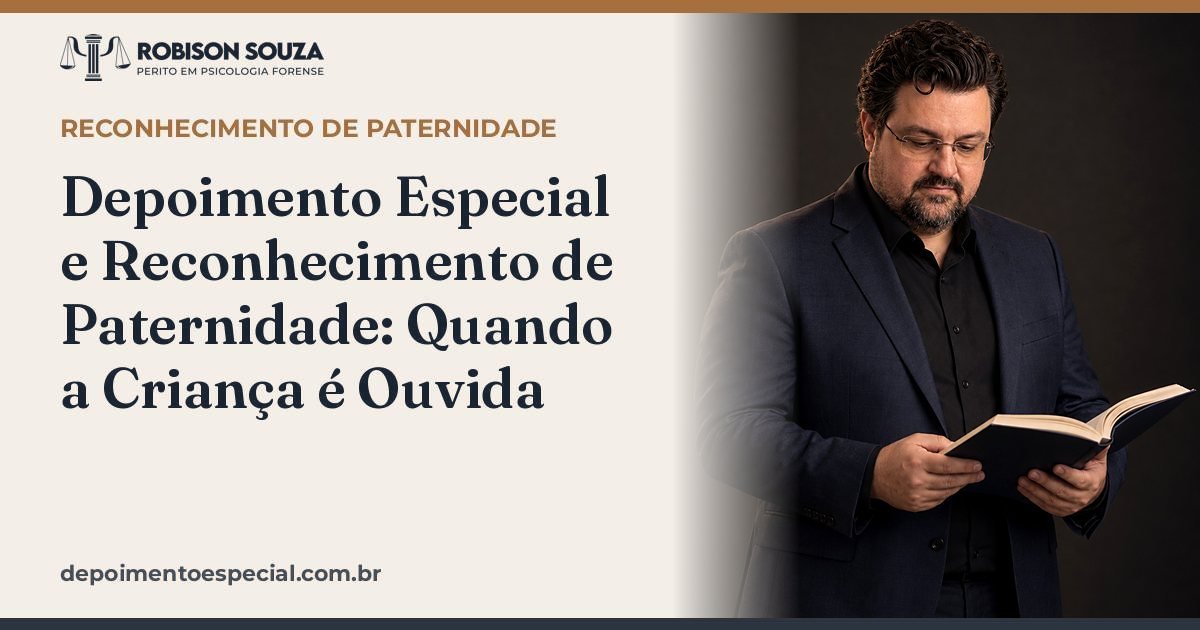 ROBISON SOUZA
PERITO EM PSICOLOGIA FORENSE
RECONHECIMENTO DE PATERNIDADE
Depoimento Especial
e Reconhecimento de
Paternidade: Quando
a Criança é Ouvida
depoimentoespecial.com.br